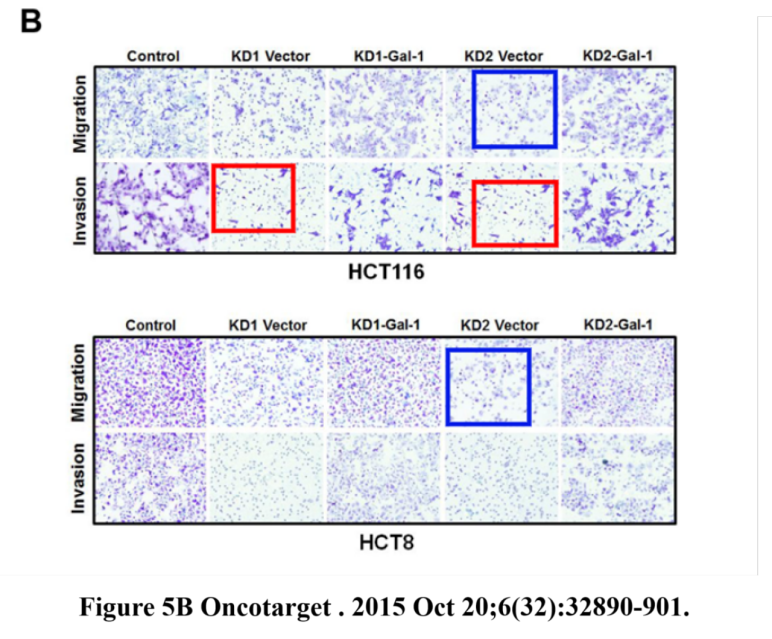 B
Control KD1 Vector KD1-Gal-1 KD2 Vector KD2-Gal-1
Migration
Invasion
HCT116
Control KD1 Vector KD1-Gal-1 KD2 Vector KD2-Gal-1
Migration
Invasion
HCT8
Figure 5B Oncotarget . 2015 Oct 20;6(32):32890-901.